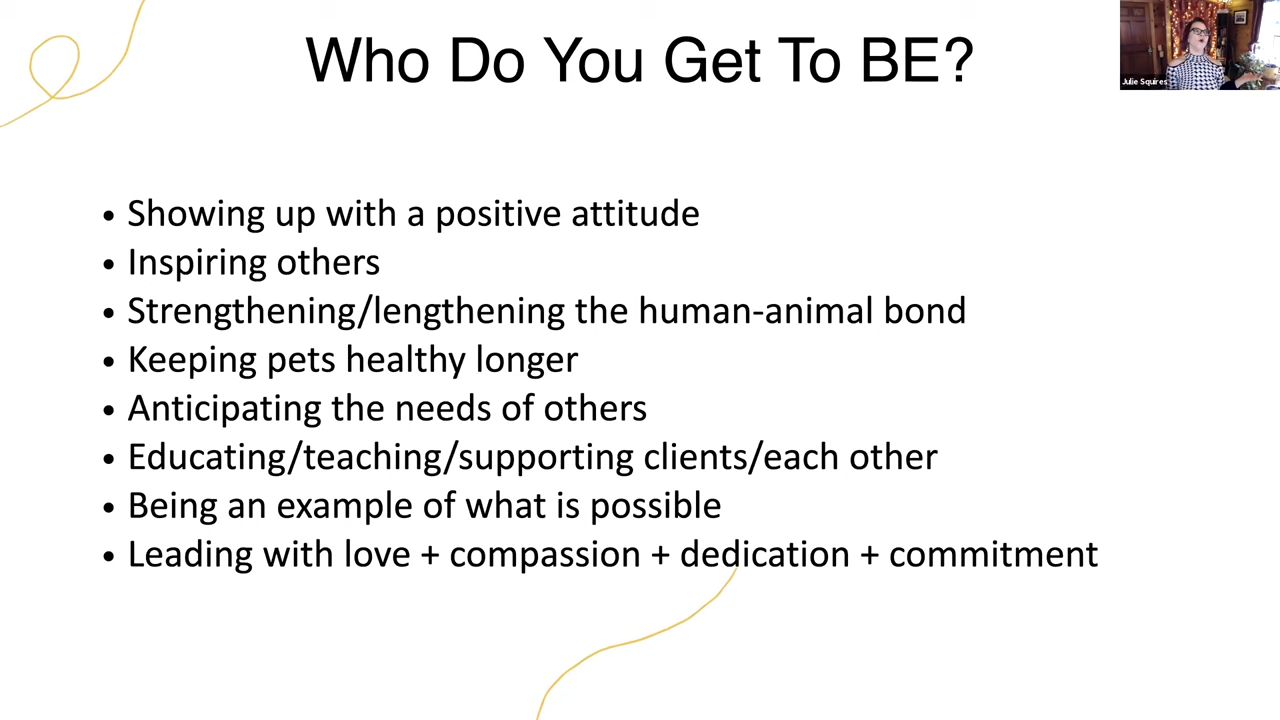 Who Do You Get To BE?
Julie Squires
• Showing up with a positive attitude
• Inspiring others
• Strengthening/lengthening the human-animal bond
• Keeping pets healthy longer
• Anticipating the needs of others
• Educating/teaching/supporting clients/each other
• Being an example of what is possible
• Leading with love + compassion + dedication + commitment